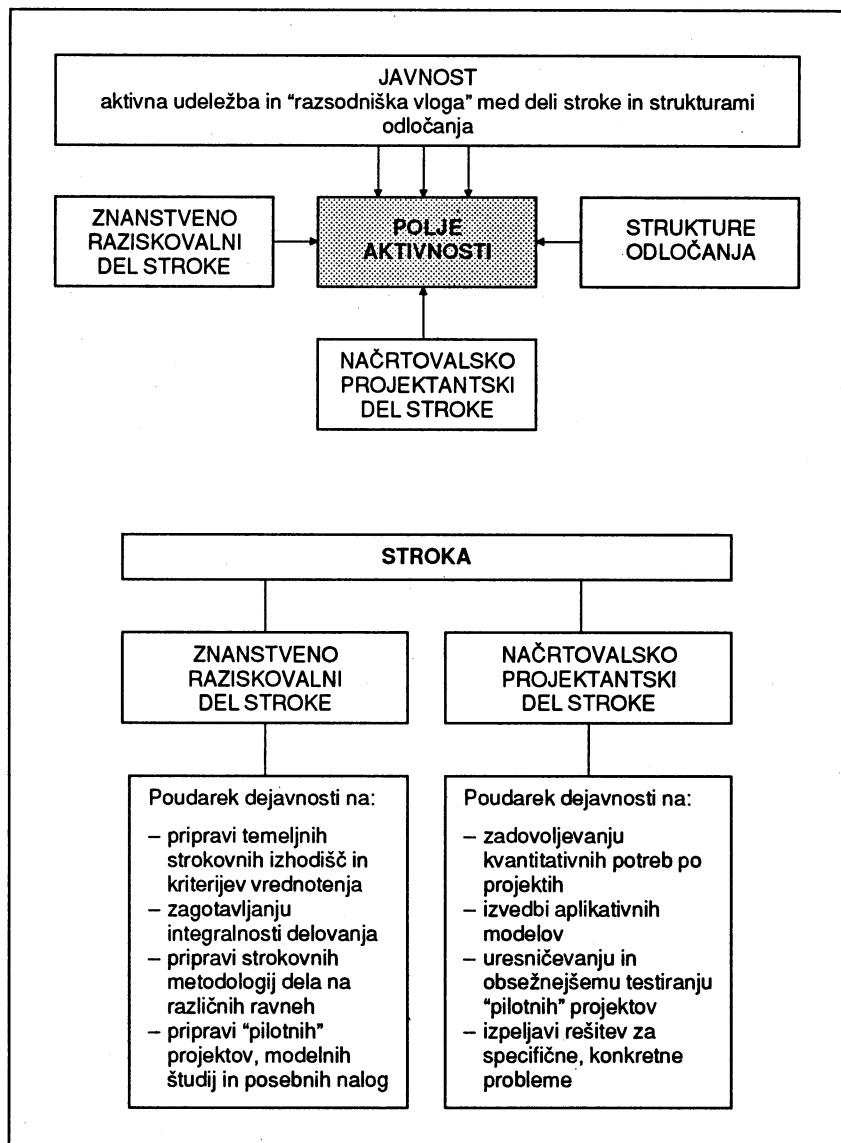 JAVNOST
aktivna udeležba in “razsodniška vloga” med deli stroke in strukturami
odločanja
ZNANSTVENO
RAZISKOVALNI
DEL STROKE
POLJE
AKTIVNOSTI
STRUKTURE
ODLOČANJA
NAČRTOVALSKO
PROJEKTANTSKI
DEL STROKE
STROKA
ZNANSTVENO
RAZISKOVALNI
DEL STROKE
NAČRTOVALSKO
PROJEKTANTSKI
DEL STROKE
Poudarek dejavnosti na:
– pripravi temeljnih
strokovnih izhodišč in
kriterijev vrednotenja
– zagotavljanju
integralnosti delovanja
– pripravi strokovnih
metodologij dela na
različnih ravneh
– pripravi “pilotnih”
projektov, modelnih
študij in posebnih nalog
Poudarek dejavnosti na:
– zadovoljevanju
kvantitativnih potreb po
projektih
– izvedbi aplikativnih
modelov
– uresničevanju in
obsežnejšemu testiranju
“pilotnih” projektov
– izpeljavi rešitev za
specifične, konkretne
probleme